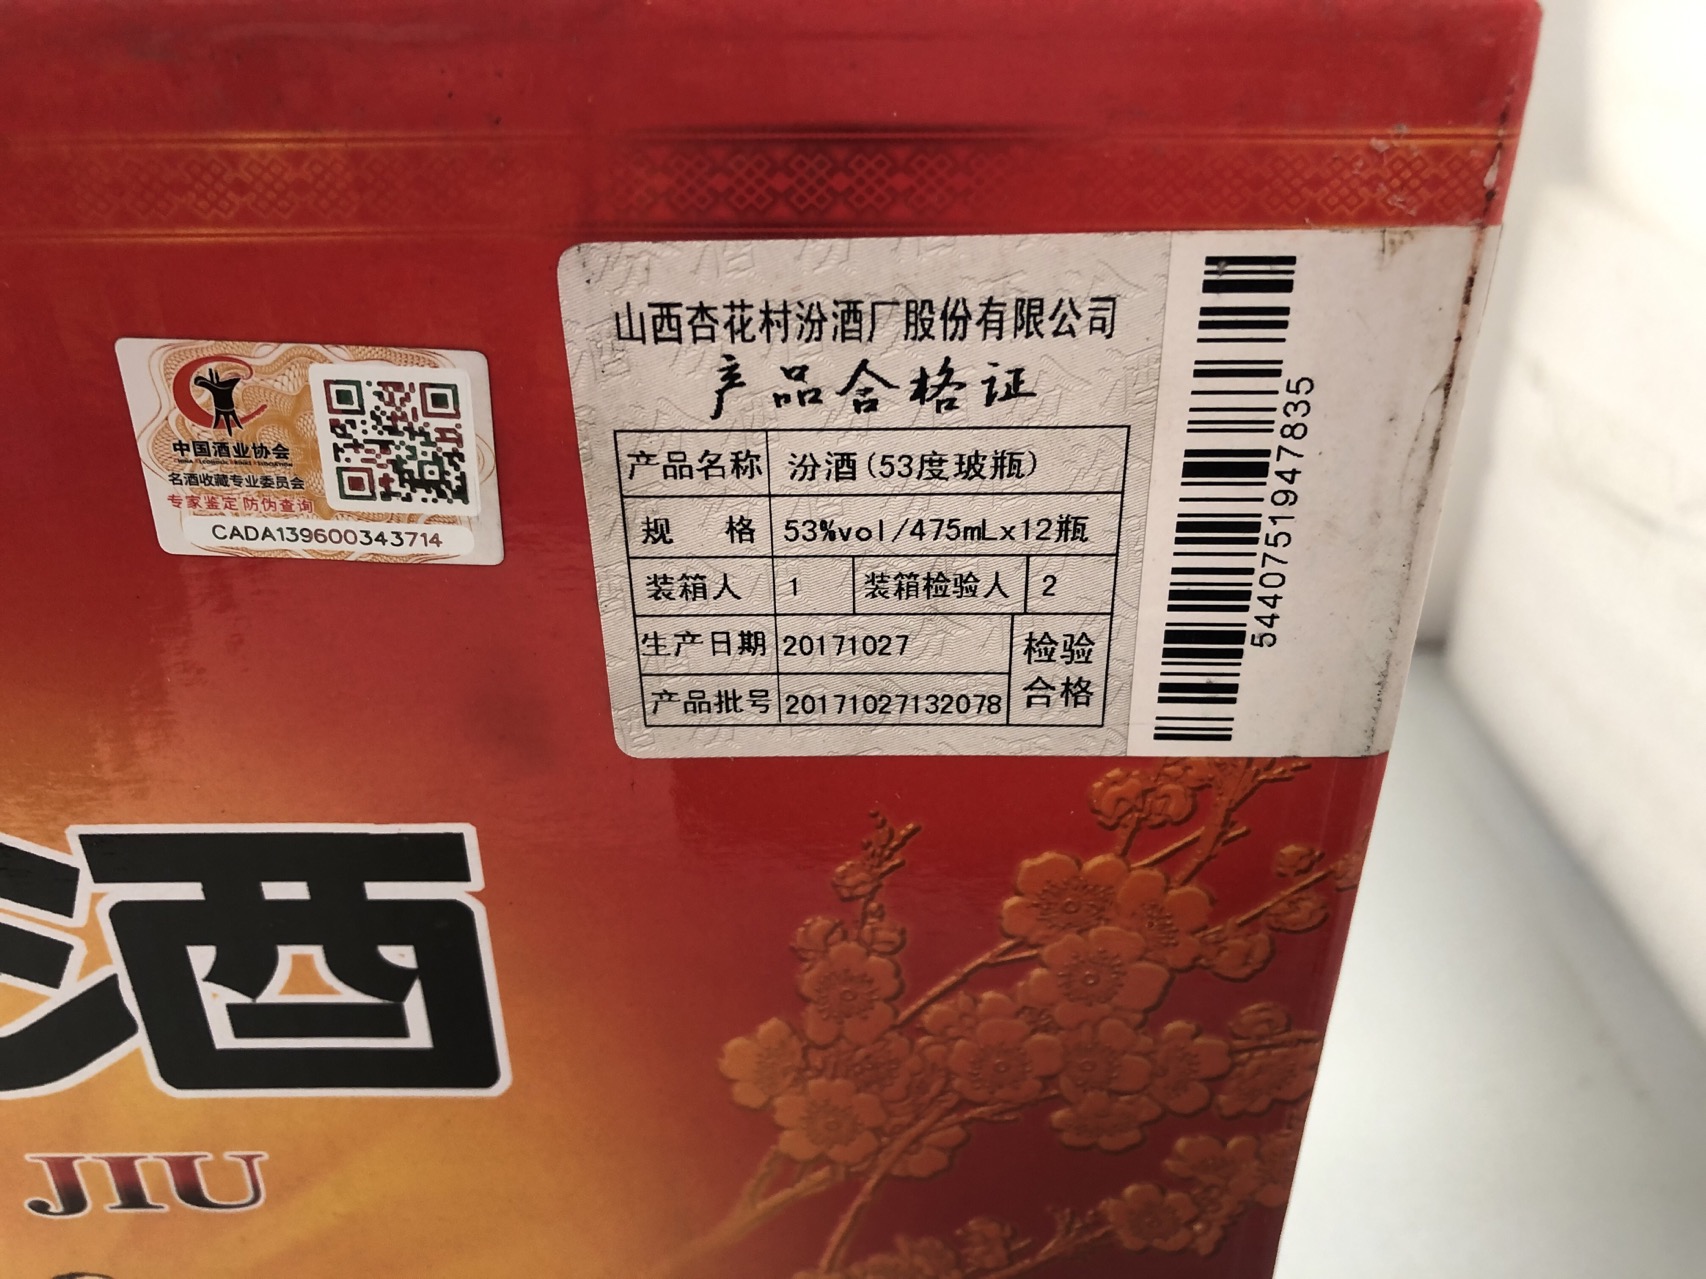 山西杏花村汾酒厂股份有限公司
产品合格证
产品名称 汾酒(53度玻瓶)
规 格 53%vol/475mLx12瓶
装箱人 1 装箱检验人 2
生产日期 20171027
产品批号 20171027132078
检验
合格
5440751947835
中国酒业协会
名酒收藏专业委员会
专家鉴定 防伪查询
CADA139600343714
酒
JIU